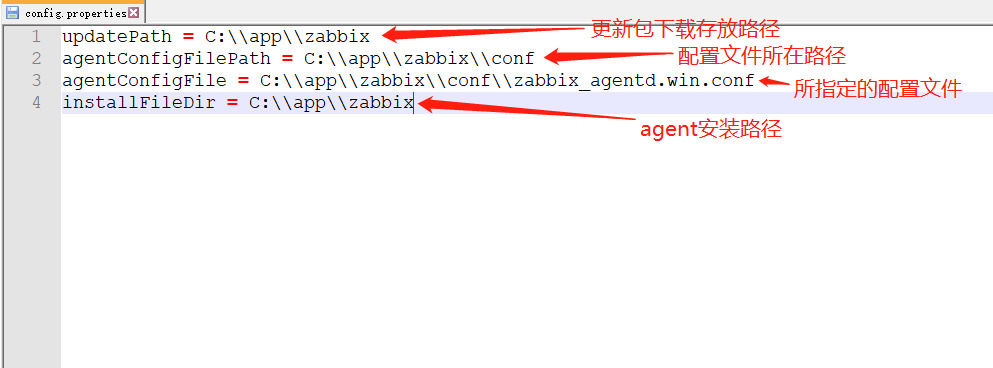 config.properties
1 updatePath = C:\\app\\zabbix 更新包下载存放路径
2 agentConfigFilePath = C:\\app\\zabbix\\conf 配置文件所在路径
3 agentConfigFile = C:\\app\\zabbix\\conf\\zabbix_agentd.win.conf 所指定的配置文件
4 installFileDir = C:\\app\\zabbix
agent安装路径